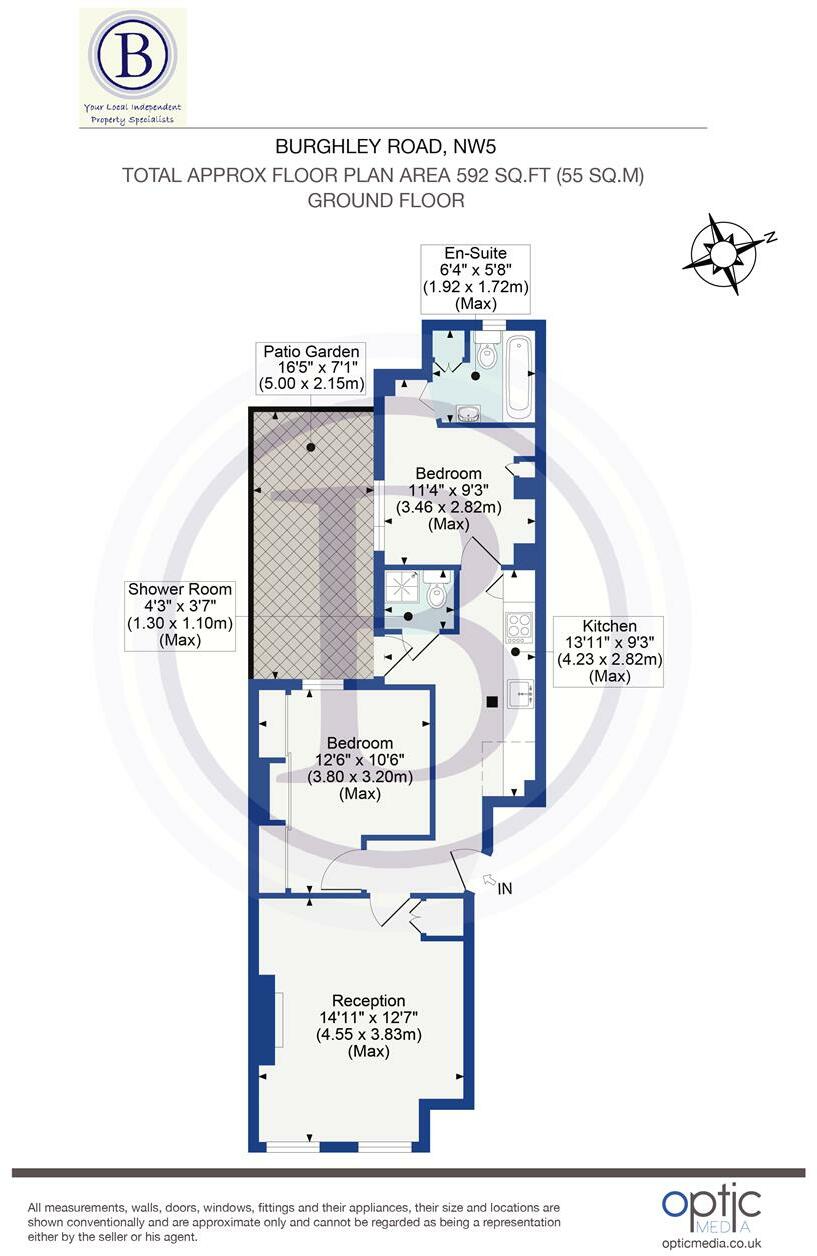 B
Your Local Independent
Property Specialists
BURGHLEY ROAD, NW5
TOTAL APPROX FLOOR PLAN AREA 592 SQ.FT (55 SQ.M)
GROUND FLOOR
N
En-Suite
6'4" x 5'8"
(1.92 x 1.72m)
(Max)
Patio Garden
16'5" x 7'1"
(5.00 x 2.15m)
Bedroom
11'4" x 9'3"
(3.46 x 2.82m)
(Max)
Shower Room
4'3" x 3'7"
(1.30 x 1.10m)
(Max)
Kitchen
13'11" x 9'3"
(4.23 x 2.82m)
(Max)
Bedroom
12'6" x 10'6"
(3.80 x 3.20m)
(Max)
IN
Reception
14'11" x 12'7"
(4.55 x 3.83m)
(Max)
B
All measurements, walls, doors, windows, fittings and their appliances, their size and locations are
shown conventionally and are approximate only and cannot be regarded as being a representation
either by the seller or his agent.
optic
MEDIA
opticmedia.co.uk